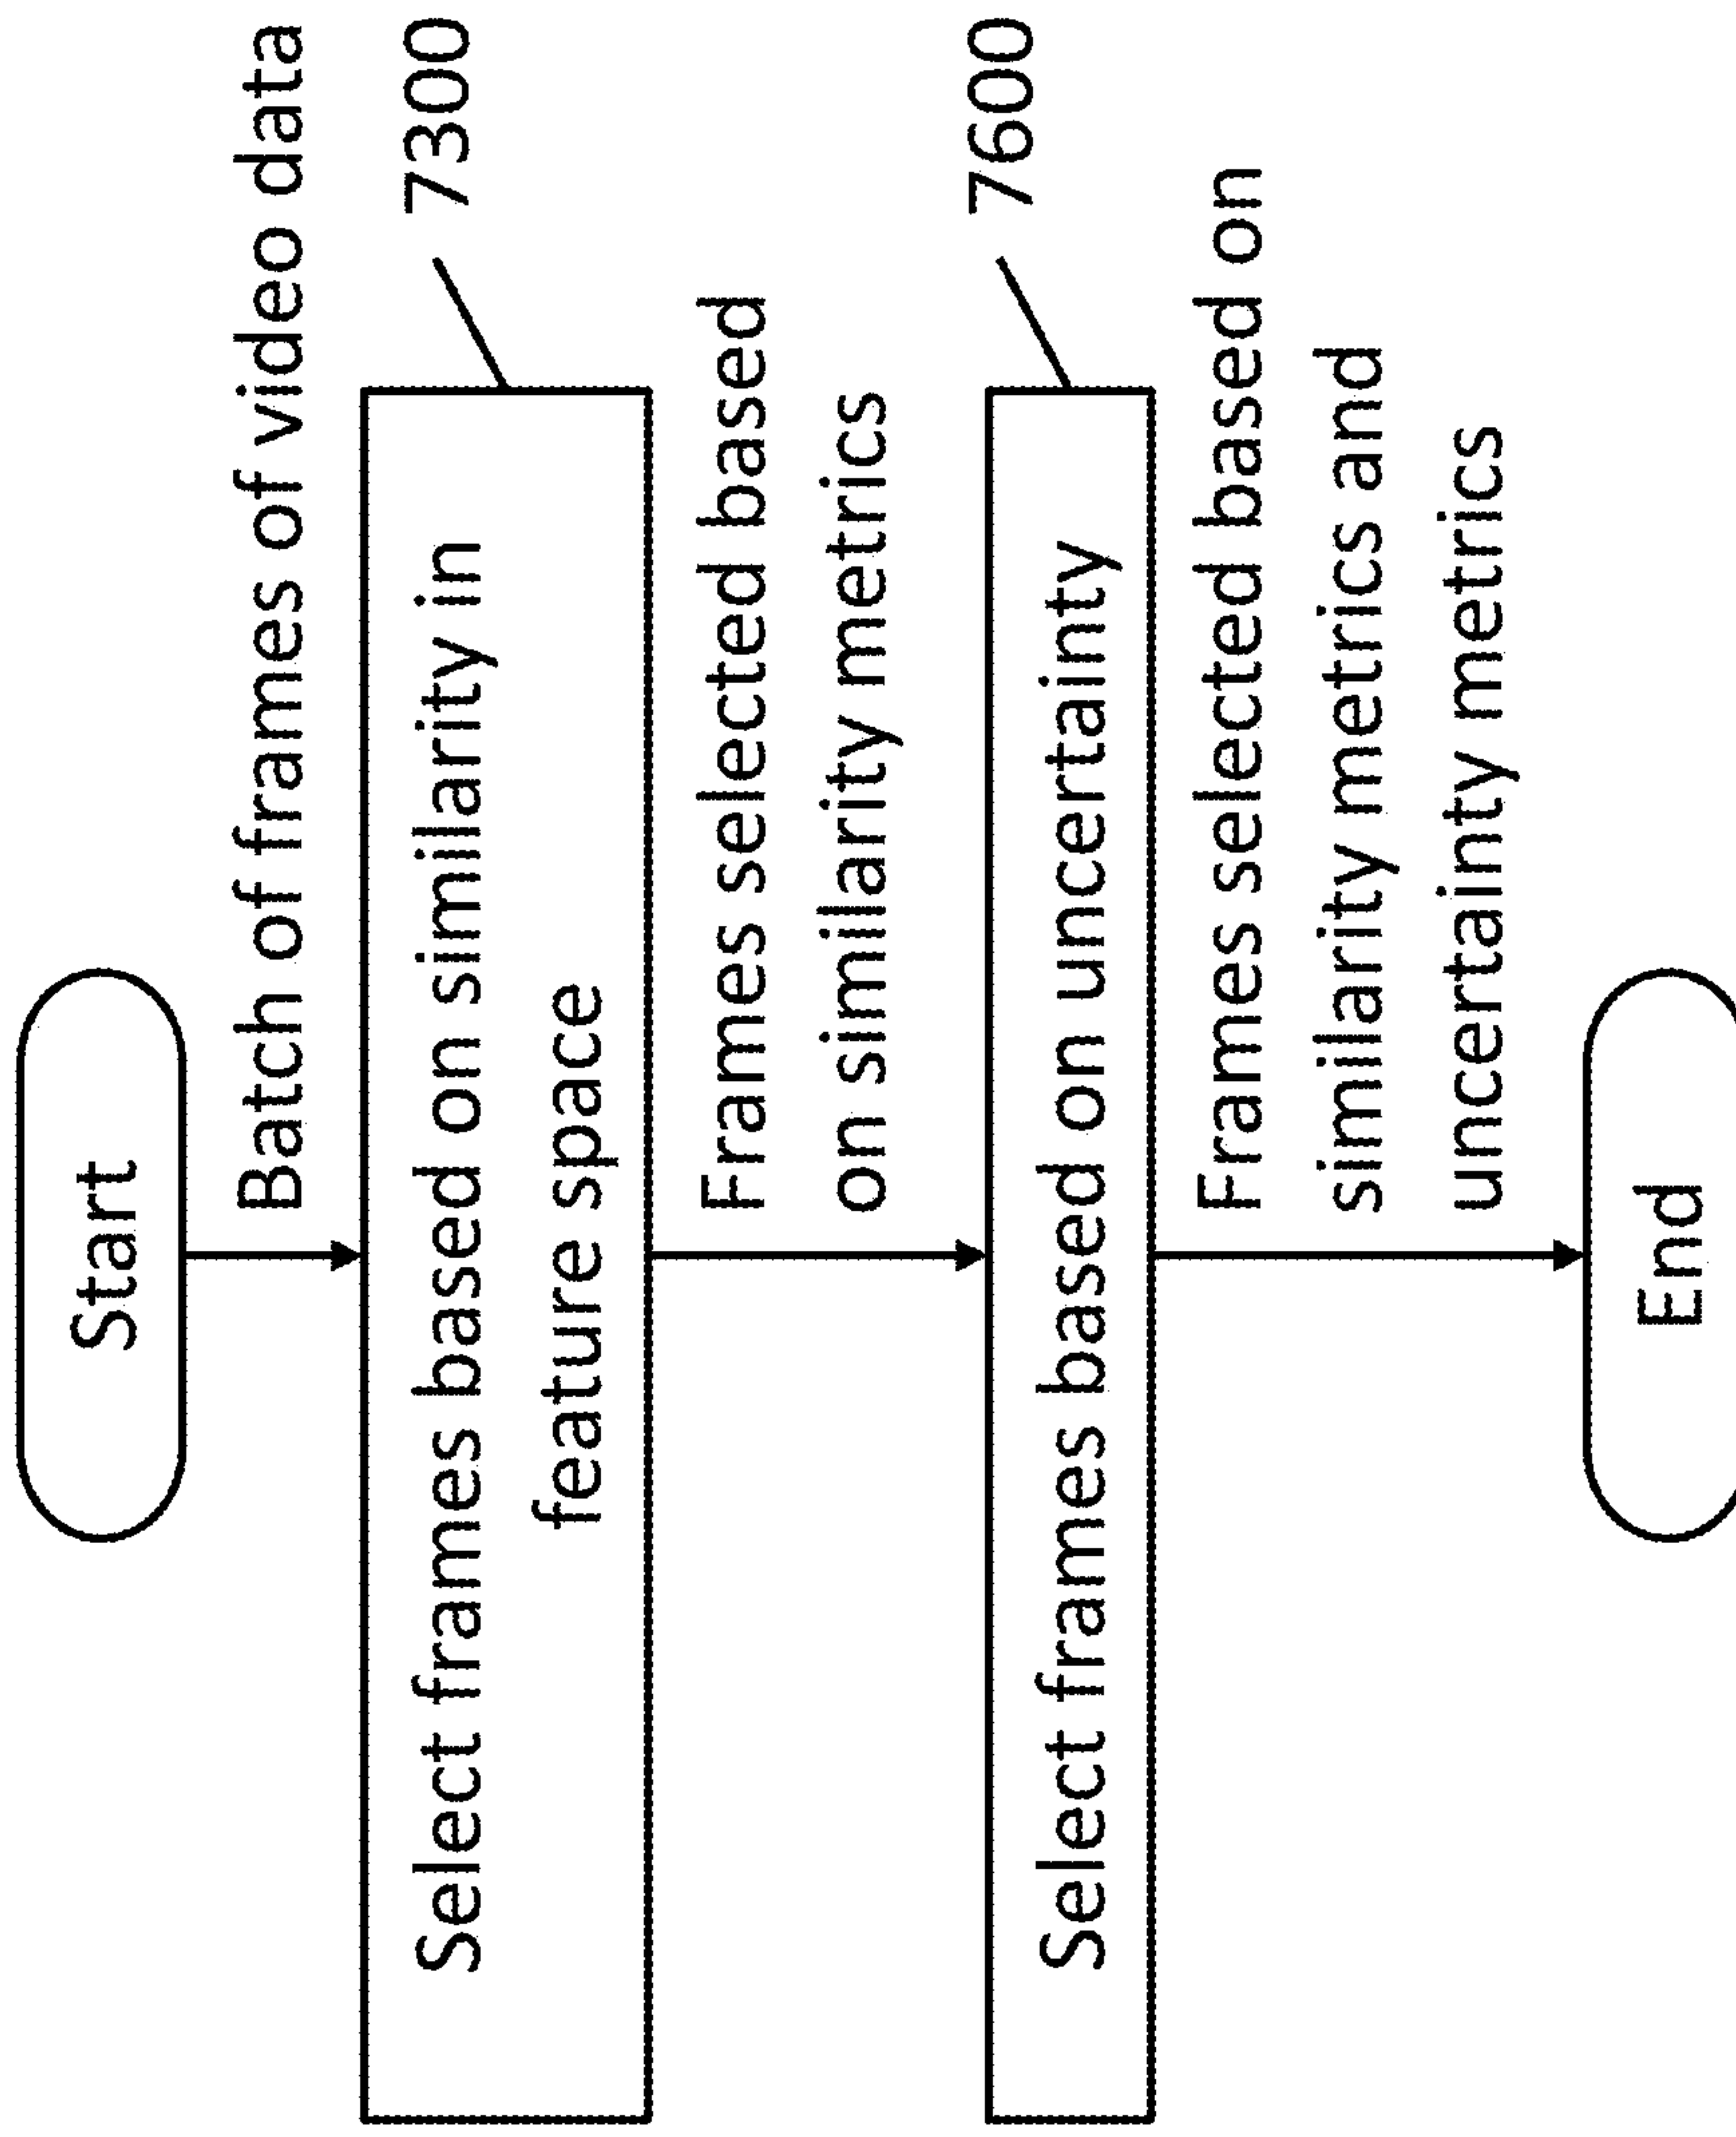 Start
Batch of frames of video data
Select frames based on similarity in
feature space
7300
Frames selected based
on similarity metrics
Select frames based on uncertainty
7600
Frames selected based on
similarity metrics and
uncertainty metrics
End